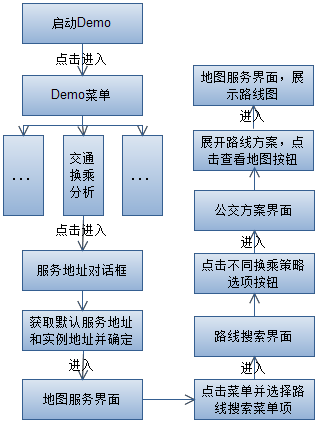 启动Demo
点击进入
Demo菜单
...
交通
换乘
分析
...
点击进入
服务地址对话框
获取默认服务地址
和实例地址并确定
进入
地图服务界面
点击菜单并选择路
线搜索菜单项
进入
路线搜索界面
点击不同换乘策略
选项按钮
进入
公交方案界面
进入
展开路线方案，点
击查看地图按钮
进入
地图服务界面，展
示路线图